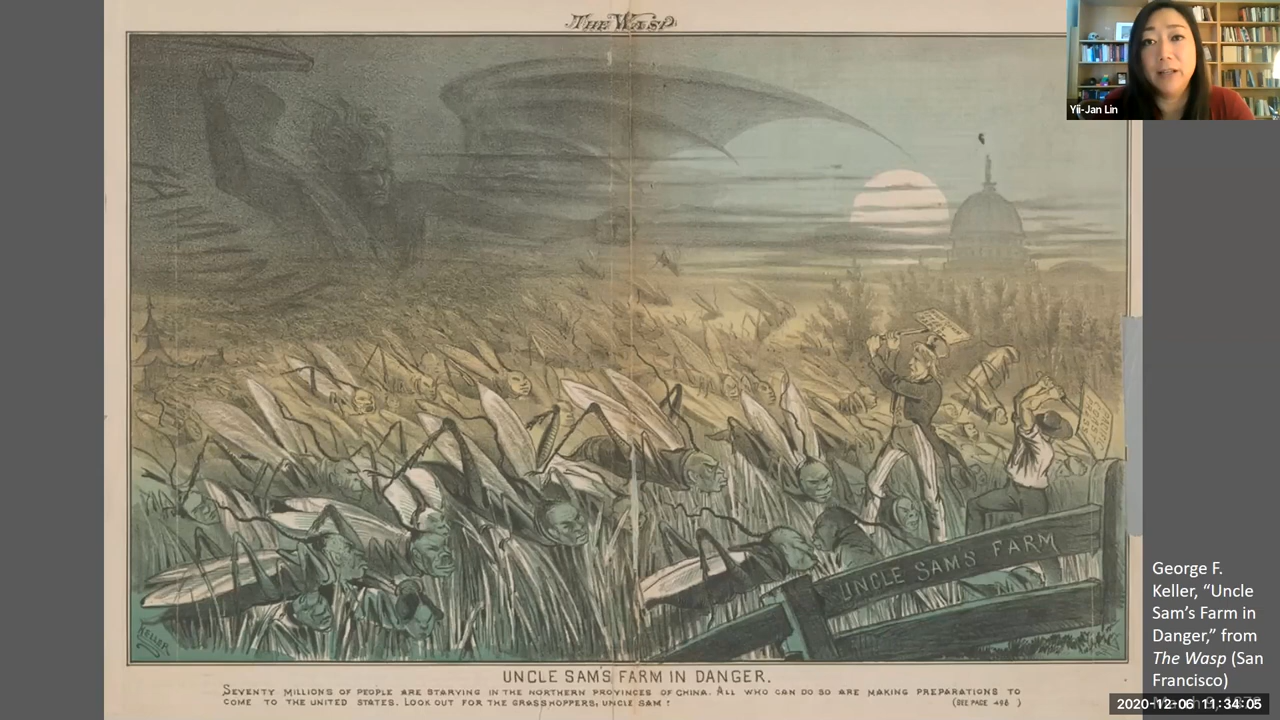 THE WASP
Yii-Jan Lin
KELLER
UNCLE SAM'S FARM
UNCLE SAM'S FARM IN DANGER.
SEVENTY MILLIONS OF PEOPLE ARE STARVING IN THE NORTHERN PROVINCES OF CHINA. ALL WHO CAN DO SO ARE MAKING PREPARATIONS TO
COME TO THE UNITED STATES. LOOK OUT FOR THE GRASSHOPPERS, UNCLE SAM!
(SEE PAGE 498)
George F.
Keller, “Uncle
Sam’s Farm in
Danger,” from
The Wasp (San
Francisco)
2020-12-06 11:34:05